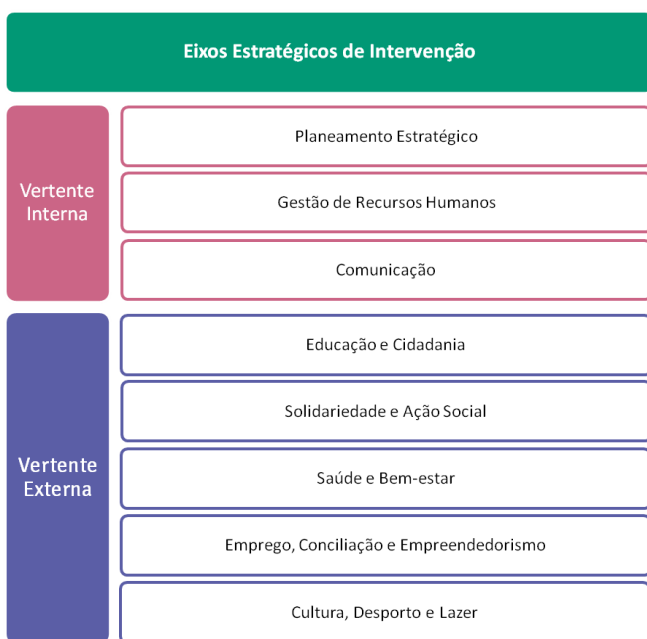 Eixos Estratégicos de Intervenção
Vertente
Interna
Planeamento Estratégico
Gestão de Recursos Humanos
Comunicação
Vertente
Externa
Educação e Cidadania
Solidariedade e Ação Social
Saúde e Bem-estar
Emprego, Conciliação e Empreendedorismo
Cultura, Desporto e Lazer